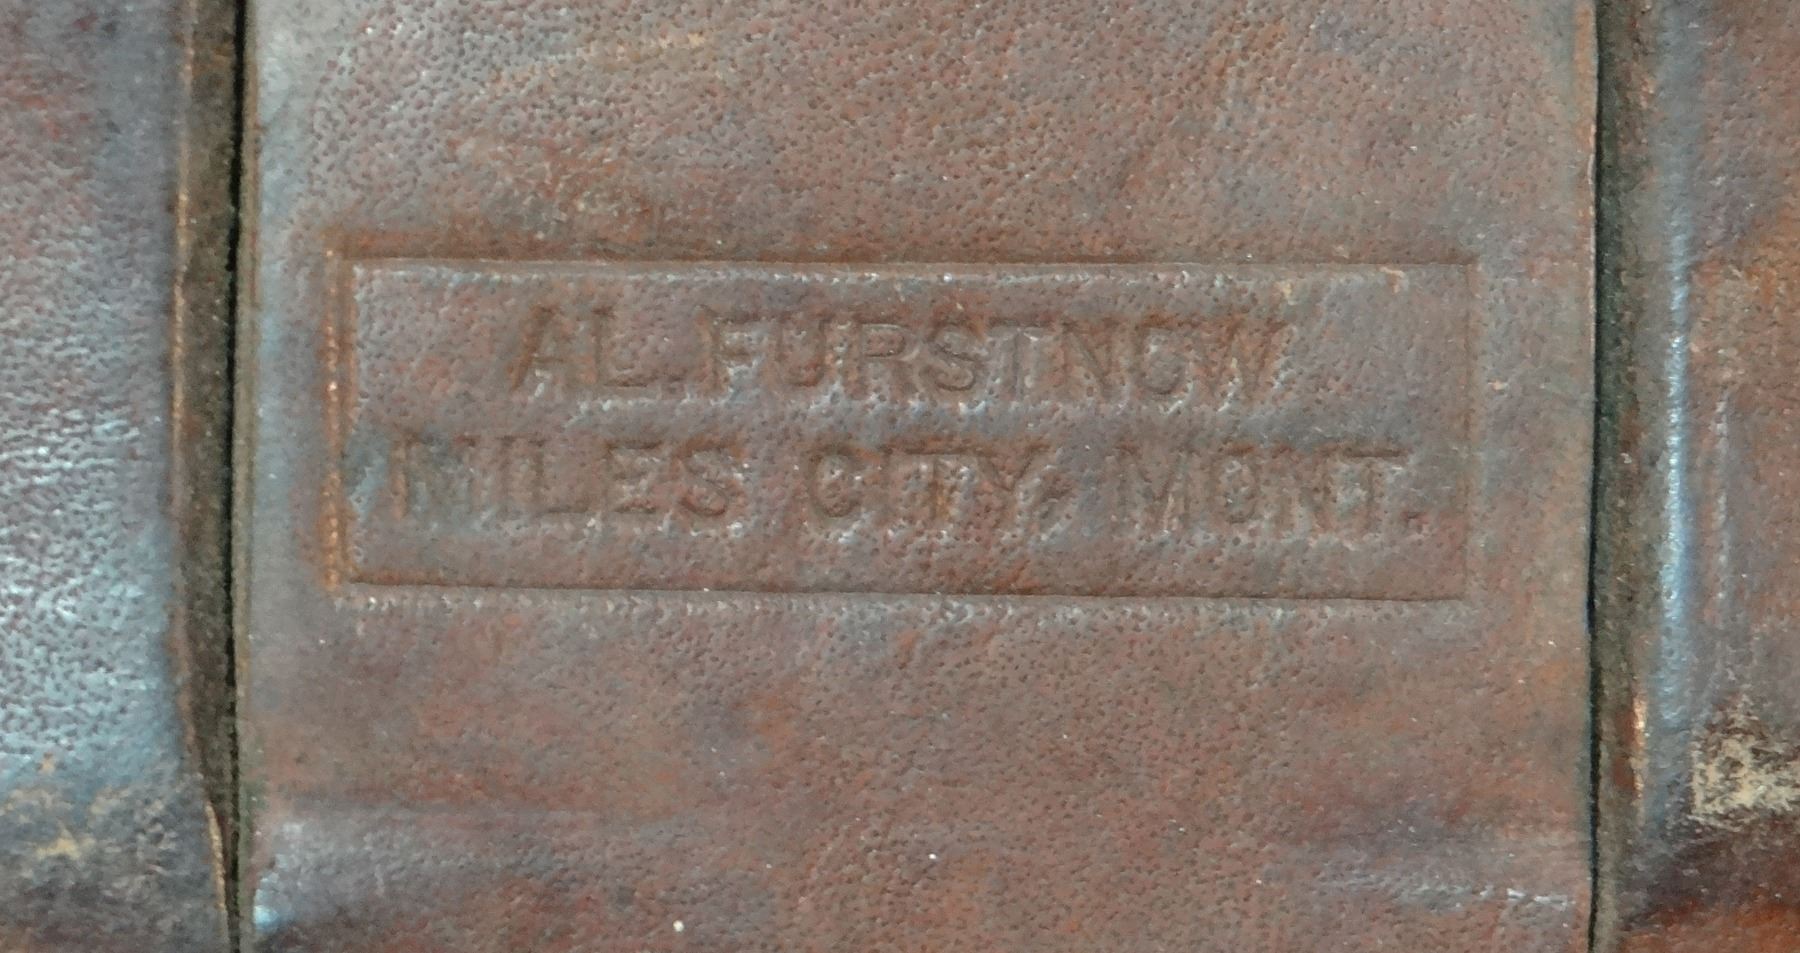 AL. FURSTNOW
MILES CITY, MONT.